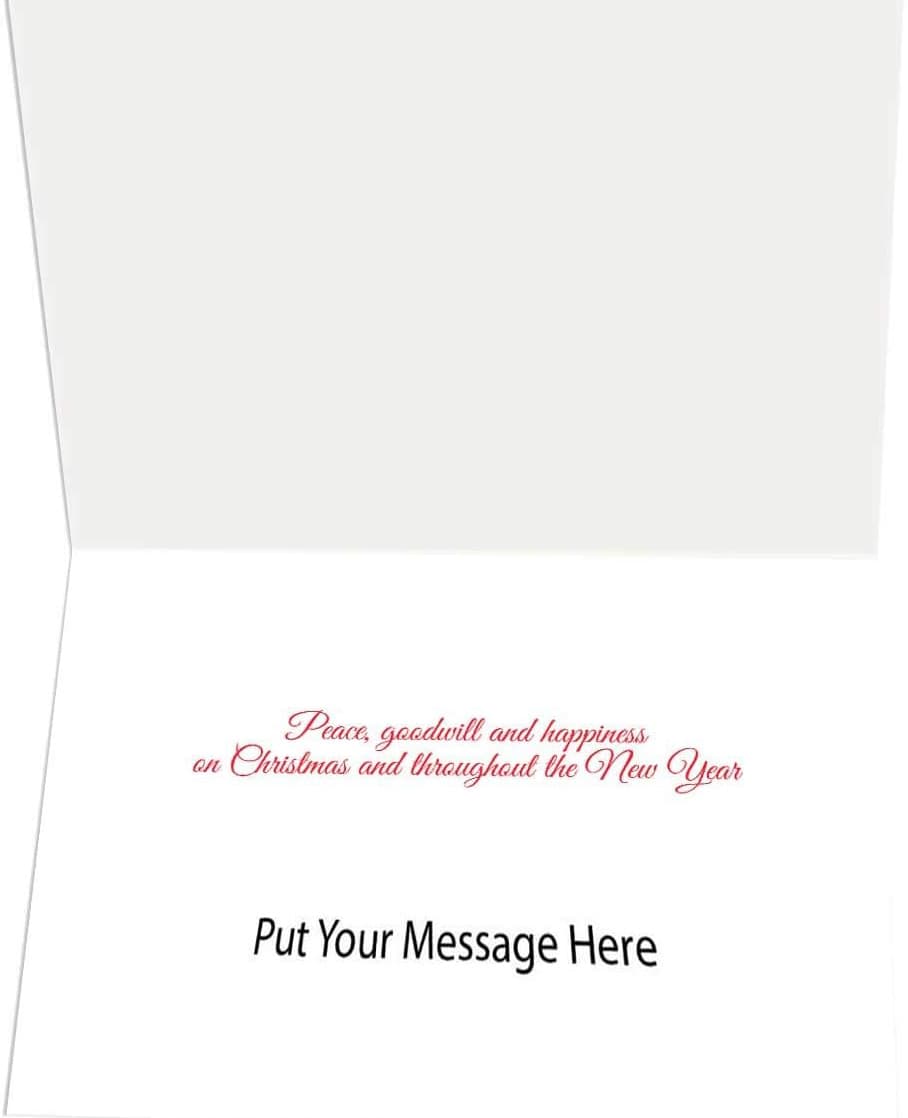 Peace, goodwill and happiness
on Christmas and throughout the New Year
Put Your Message Here